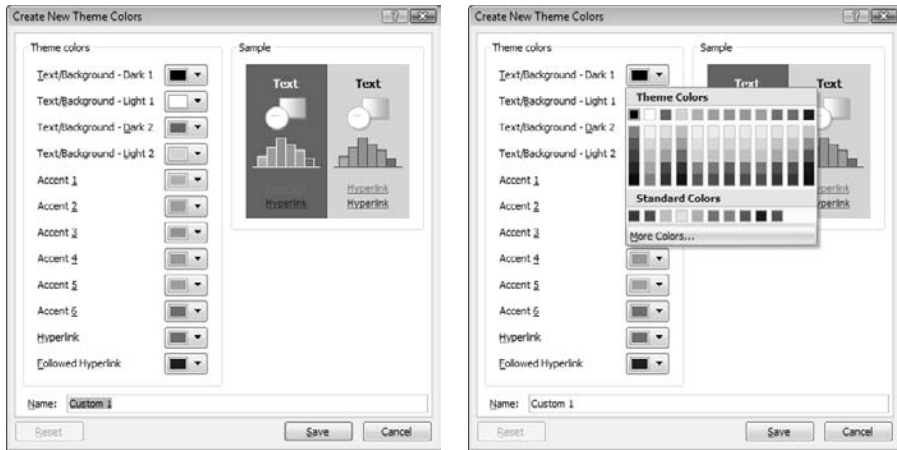 Create New Theme Colors
Theme colors
Sample
Text/Background - Dark 1
Text/Background - Light 1
Text/Background - Dark 2
Text/Background - Light 2
Accent 1
Accent 2
Accent 3
Accent 4
Accent 5
Accent 6
Hyperlink
Followed Hyperlink
Text Text
Hyperlink
Hyperlink Hyperlink
Name: Custom 1
Reset Save Cancel
Create New Theme Colors
Theme colors
Sample
Text/Background - Dark 1
Text/Background - Light 1
Text/Background - Dark 2
Text/Background - Light 2
Accent 1
Accent 2
Accent 3
Accent 4
Accent 5
Accent 6
Hyperlink
Followed Hyperlink
Text Text
Theme Colors
Standard Colors
More Colors...
Name: Custom 1
Reset Save Cancel